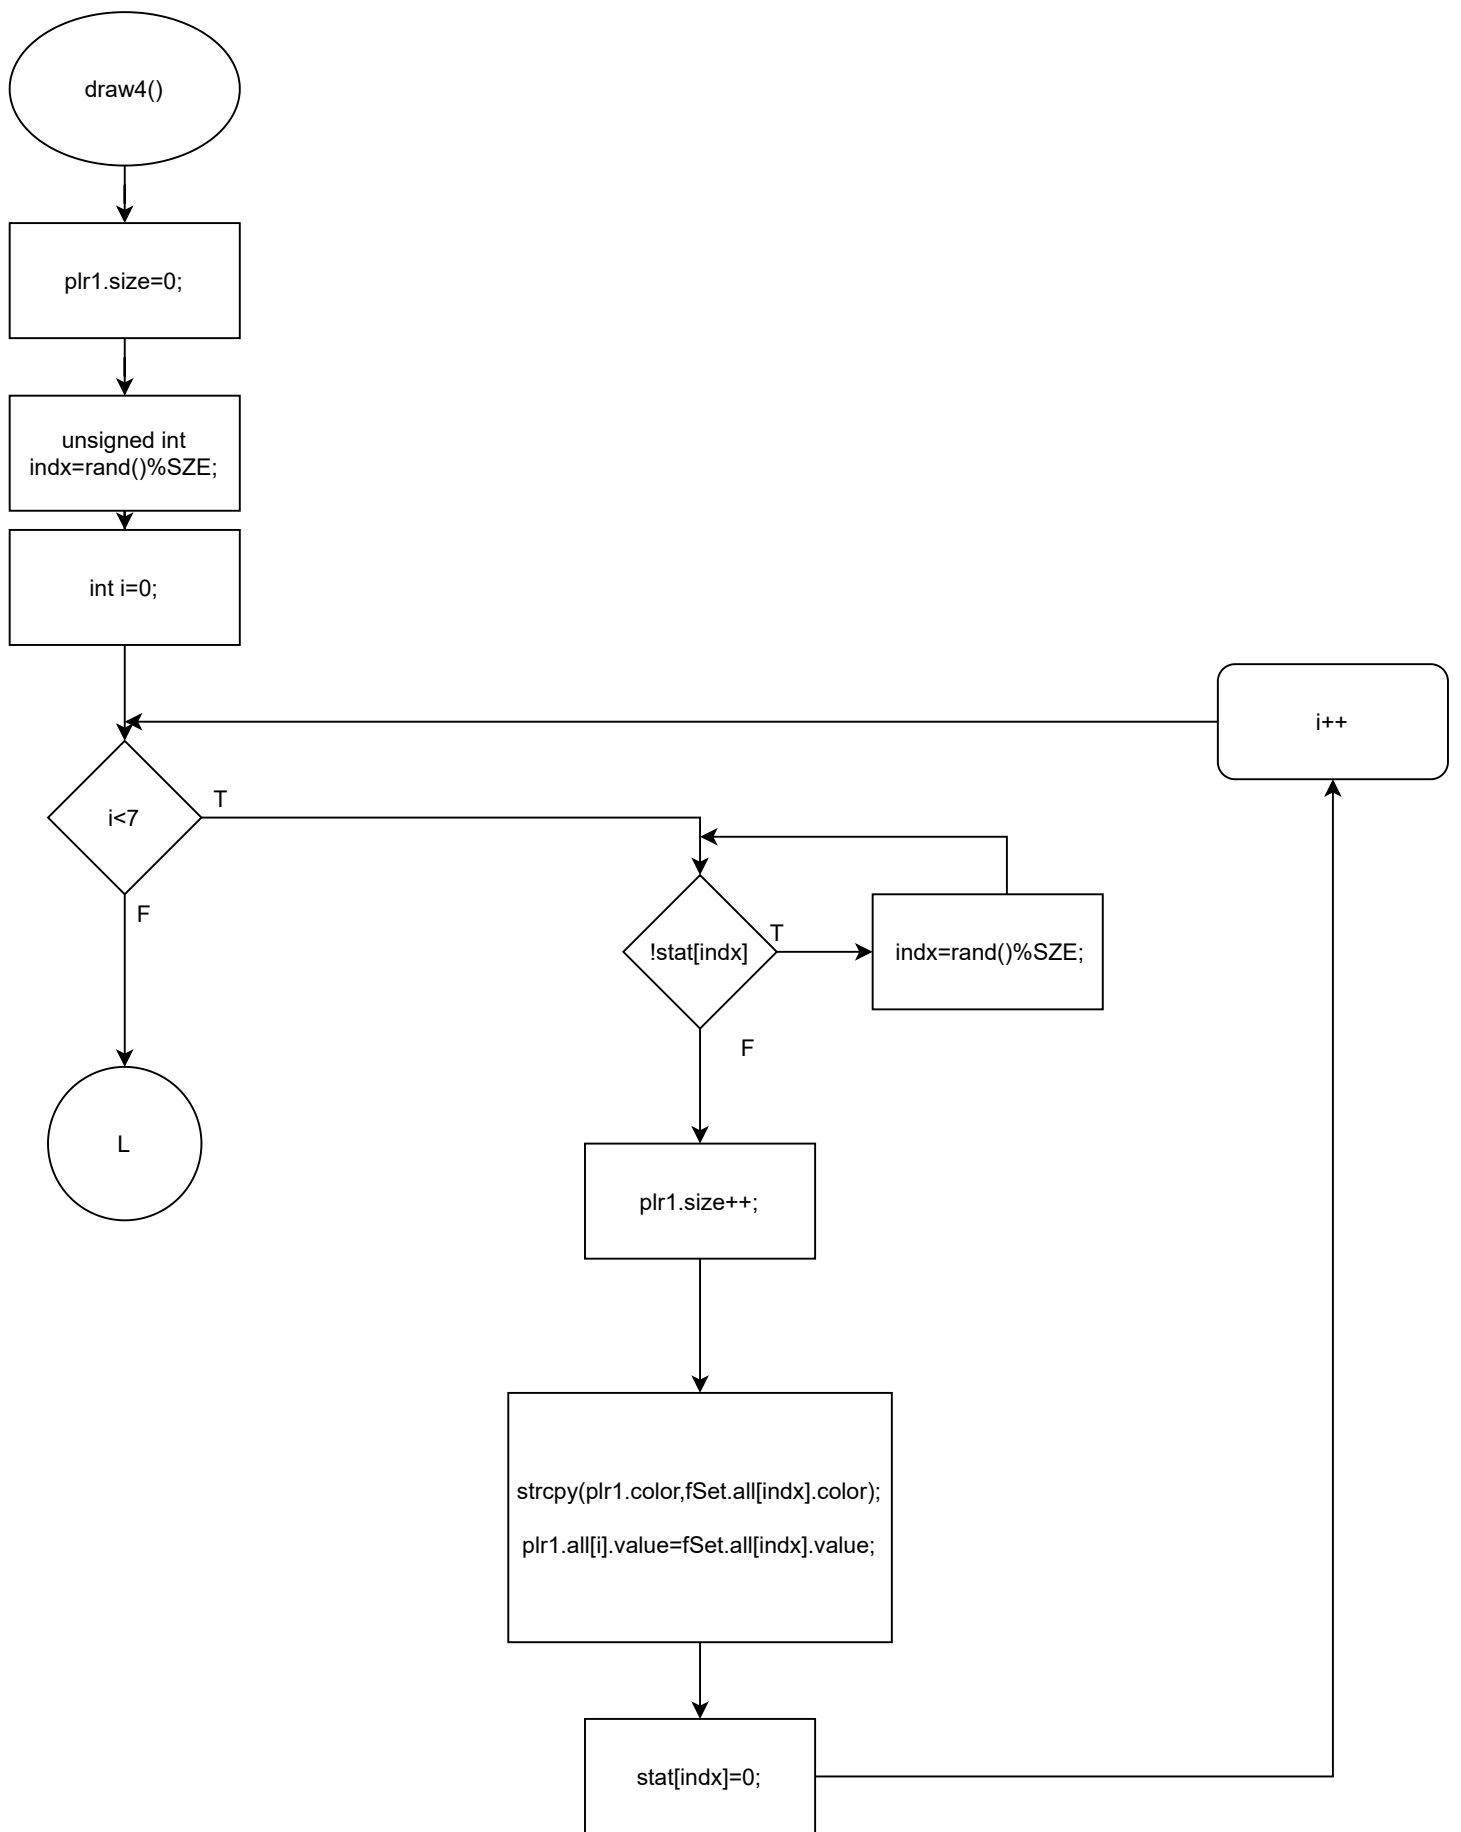 draw4()
plr1.size=0;
unsigned int
indx=rand()%SZE;
int i=0;
i++
i<7
T
F
!stat[indx]
T
indx=rand()%SZE;
F
L
plr1.size++;
strcpy(plr1.color,fSet.all[indx].color);
plr1.all[i].value=fSet.all[indx].value;
stat[indx]=0;